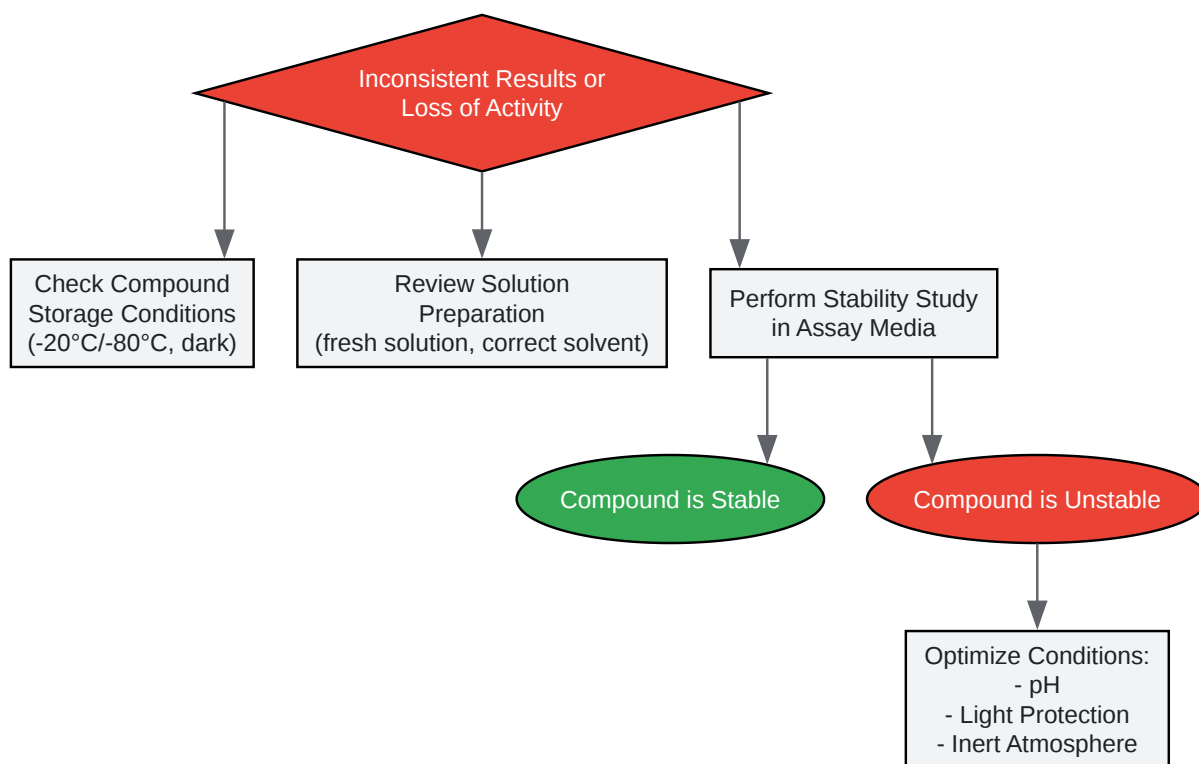 Inconsistent Results or
Loss of Activity
Check Compound
Storage Conditions
(-20°C/-80°C, dark)
Review Solution
Preparation
(fresh solution, correct solvent)
Perform Stability Study
in Assay Media
Compound is Stable
Compound is Unstable
Optimize Conditions:
- pH
- Light Protection
- Inert Atmosphere